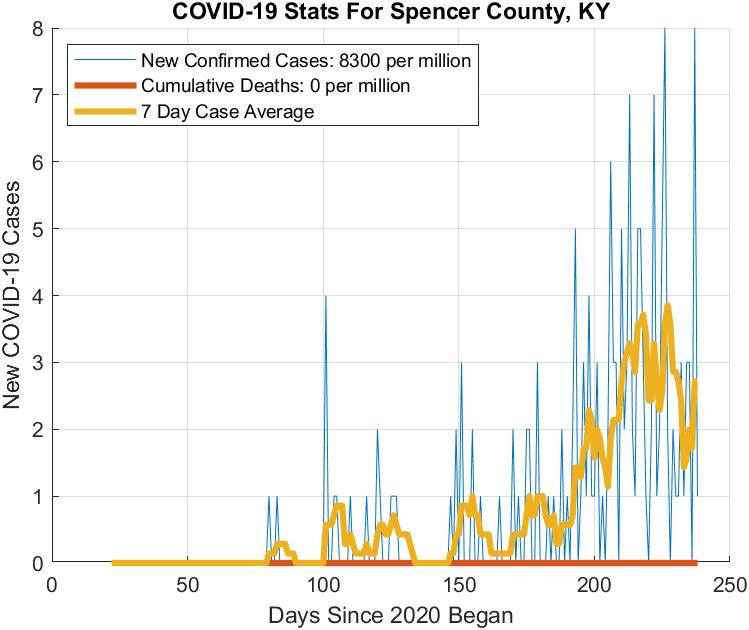 COVID-19 Stats For Spencer County, KY
New Confirmed Cases: 8300 per million
Cumulative Deaths: 0 per million
7 Day Case Average
New COVID-19 Cases
8
7
6
5
4
3
2
1
0
0 50 100 150 200 250
Days Since 2020 Began